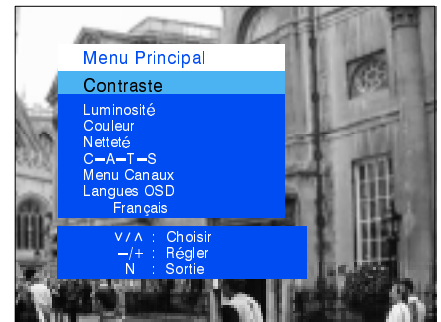 Menu Principal
Contraste
Luminosité
Couleur
Netteté
C–A–T–S
Menu Canaux
Langues OSD
Français
∨/∧ : Choisir
–/+ : Régler
N : Sortie